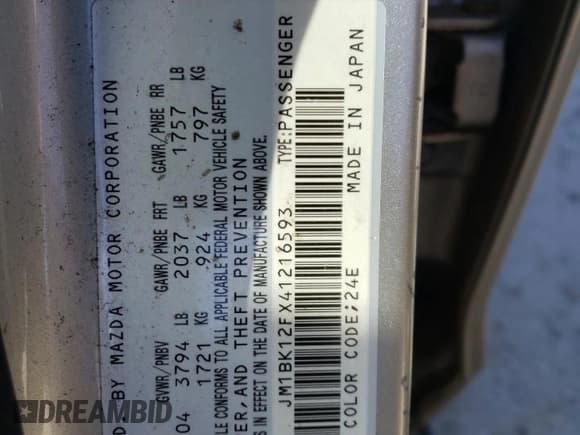 D BY MAZDA MOTOR CORPORATION
GVWR/PNBV GAWR/PNBE FRT GAWR/PNBE RR
04 3794 LB 2037 LB 1757 LB
1721 KG 924 KG 797 KG
LE CONFORMS TO ALL APPLICABLE FEDERAL MOTOR VEHICLE SAFETY
ER,AND THEFT PREVENTION
S IN EFFECT ON THE DATE OF MANUFACTURE SHOWN ABOVE.
JM1BK12FX41216593 TYPE:PASSENGER
COLOR CODE;24E MADE IN JAPAN
DREAMBID